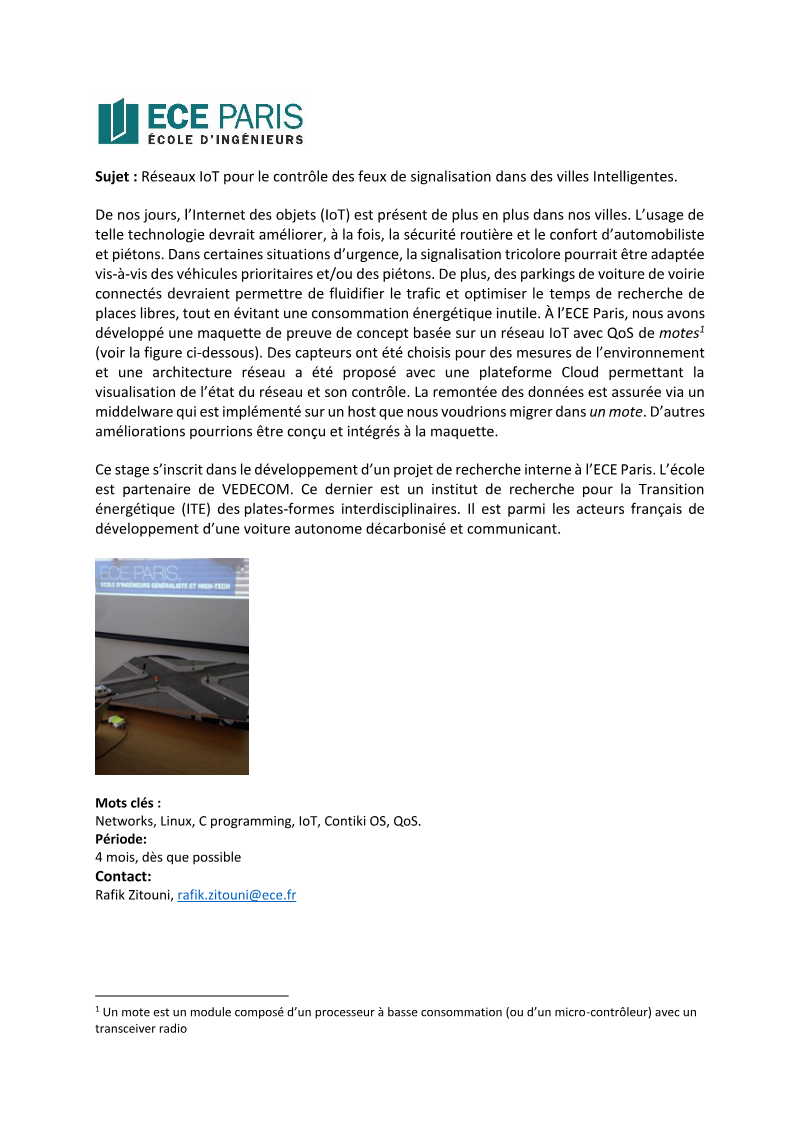 ECE PARIS
ÉCOLE D'INGÉNIEURS
Sujet : Réseaux IoT pour le contrôle des feux de signalisation dans des villes Intelligentes.
De nos jours, l'Internet des objets (IoT) est présent de plus en plus dans nos villes. L'usage de
telle technologie devrait améliorer, à la fois, la sécurité routière et le confort d'automobiliste
et piétons. Dans certaines situations d'urgence, la signalisation tricolore pourrait être adaptée
vis-à-vis des véhicules prioritaires et/ou des piétons. De plus, des parkings de voiture de voirie
connectés devraient permettre de fluidifier le trafic et optimiser le temps de recherche de
places libres, tout en évitant une consommation énergétique inutile. À l'ECE Paris, nous avons
développé une maquette de preuve de concept basée sur un réseau IoT avec QoS de motes1
(voir la figure ci-dessous). Des capteurs ont été choisis pour des mesures de l'environnement
et une architecture réseau a été proposé avec une plateforme Cloud permettant la
visualisation de l'état du réseau et son contrôle. La remontée des données est assurée via un
middelware qui est implémenté sur un host que nous voudrions migrer dans un mote. D'autres
améliorations pourrions être conçu et intégrés à la maquette.
Ce stage s'inscrit dans le développement d'un projet de recherche interne à l'ECE Paris. L'école
est partenaire de VEDECOM. Ce dernier est un institut de recherche pour la Transition
énergétique (ITE) des plates-formes interdisciplinaires. Il est parmi les acteurs français de
développement d'une voiture autonome décarbonisé et communicant.
ECE PARIS
ECOLE D'INGÉNIEURS GÉNÉRALISTE ET HIGH-TECH
Mots clés :
Networks, Linux, C programming, IoT, Contiki OS, QoS.
Période:
4 mois, dès que possible
Contact:
Rafik Zitouni, rafik.zitouni@ece.fr
1 Un mote est un module composé d'un processeur à basse consommation (ou d'un micro-contrôleur) avec un
transceiver radio